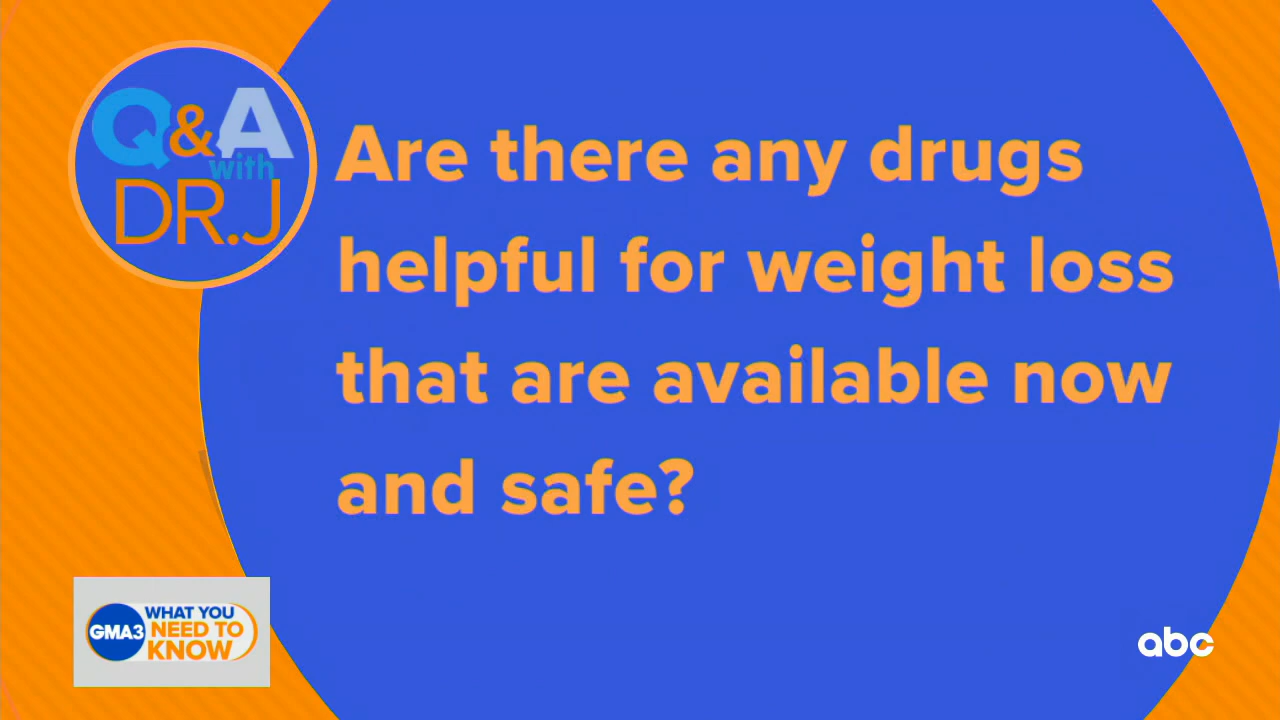 Q&A
with
DR.J
Are there any drugs
helpful for weight loss
that are available now
and safe?
GMA3
WHAT YOU
NEED TO
KNOW
abc